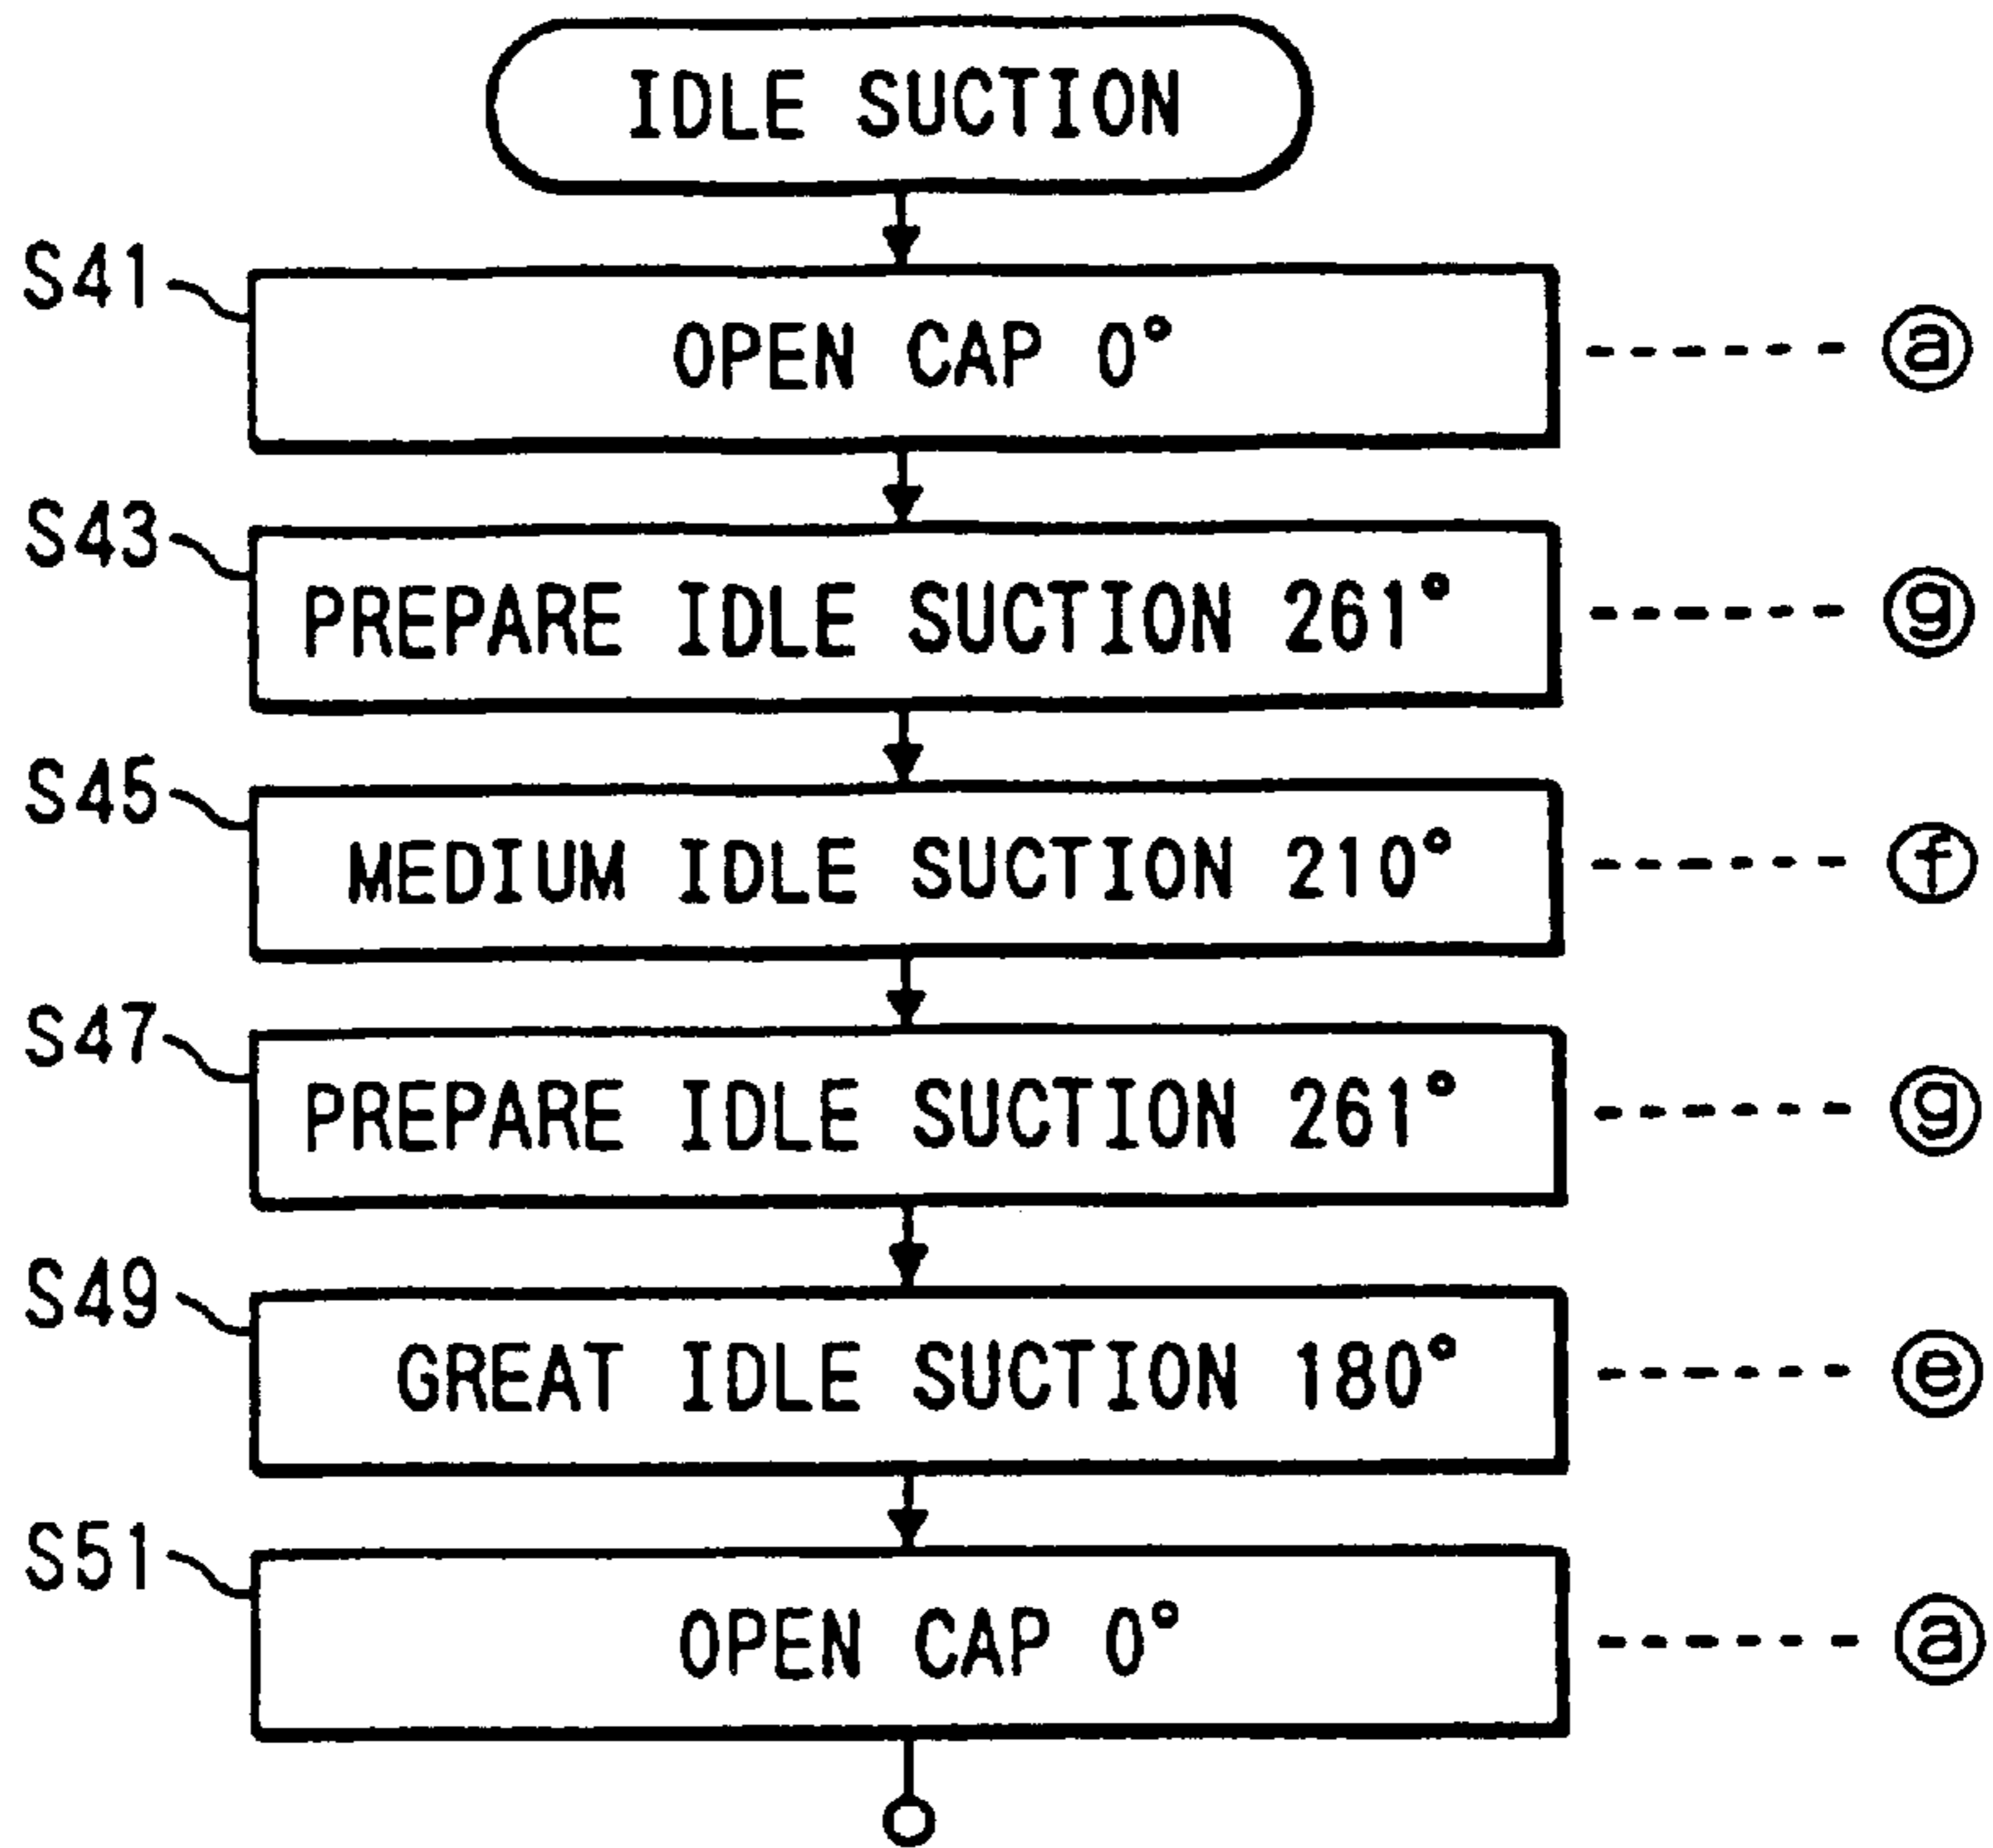 IDLE SUCTION
S41
OPEN CAP 0°
a
S43
PREPARE IDLE SUCTION 261°
g
S45
MEDIUM IDLE SUCTION 210°
f
S47
PREPARE IDLE SUCTION 261°
g
S49
GREAT IDLE SUCTION 180°
e
S51
OPEN CAP 0°
a